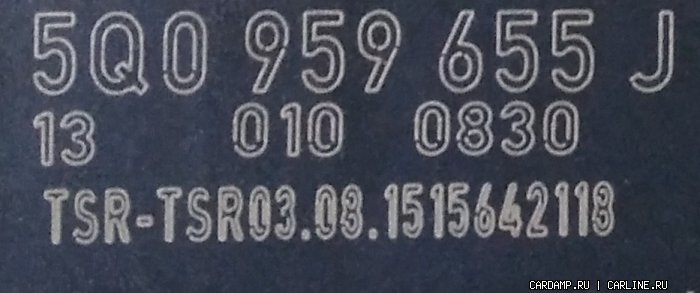 5Q0 959 655 J
13 010 0830
TSR-TSR03.08.1515642118
CARDAMP.RU | CARLINE.RU